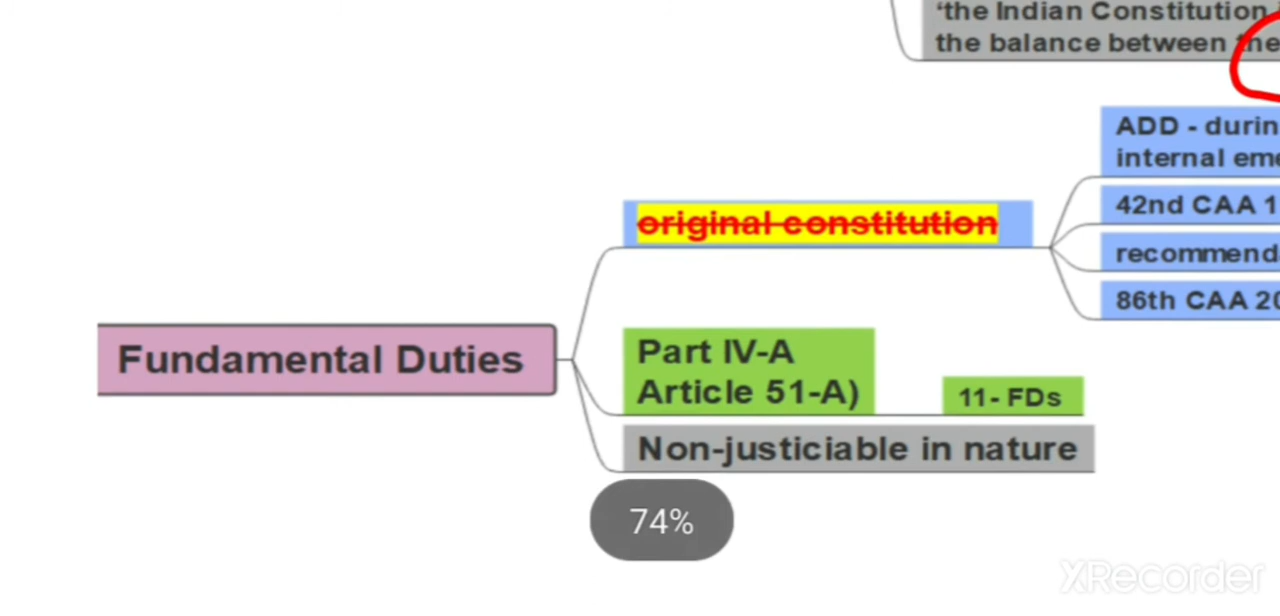 ‘the Indian Constitution
the balance between the
ADD - durin
internal eme
original constitution
42nd CAA 1
recommend
86th CAA 20
Fundamental Duties
Part IV-A
Article 51-A)
11- FDs
Non-justiciable in nature
74%
XRecorder